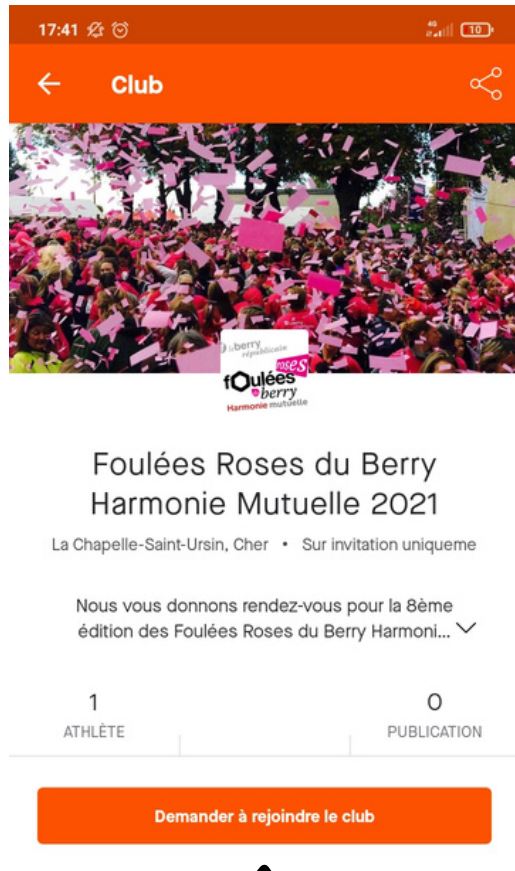 17:41
4G
10
Club
le berry
républicain
fOulées
roses
berry
Harmonie mutuelle
Foulées Roses du Berry
Harmonie Mutuelle 2021
La Chapelle-Saint-Ursin, Cher • Sur invitation uniqueme
Nous vous donnons rendez-vous pour la 8ème
édition des Foulées Roses du Berry Harmoni...
1
0
ATHLÈTE
PUBLICATION
Demander à rejoindre le club